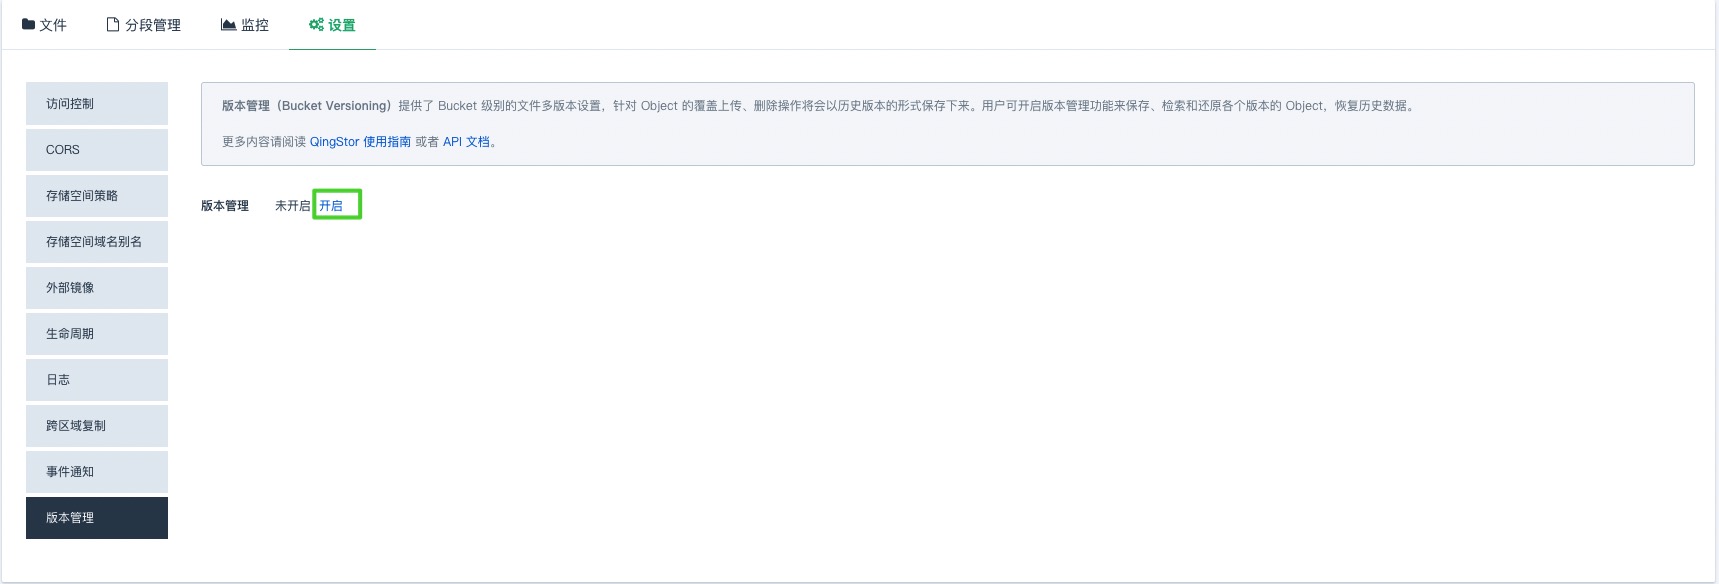 文件
分段管理
监控
设置
访问控制
CORS
存储空间策略
存储空间域名别名
外部镜像
生命周期
日志
跨区域复制
事件通知
版本管理
版本管理（Bucket Versioning）提供了 Bucket 级别的文件多版本设置，针对 Object 的覆盖上传、删除操作将会以历史版本的形式保存下来。用户可开启版本管理功能来保存、检索和还原各个版本的 Object，恢复历史数据。
更多内容请阅读 QingStor 使用指南 或者 API 文档。
版本管理 未开启 开启